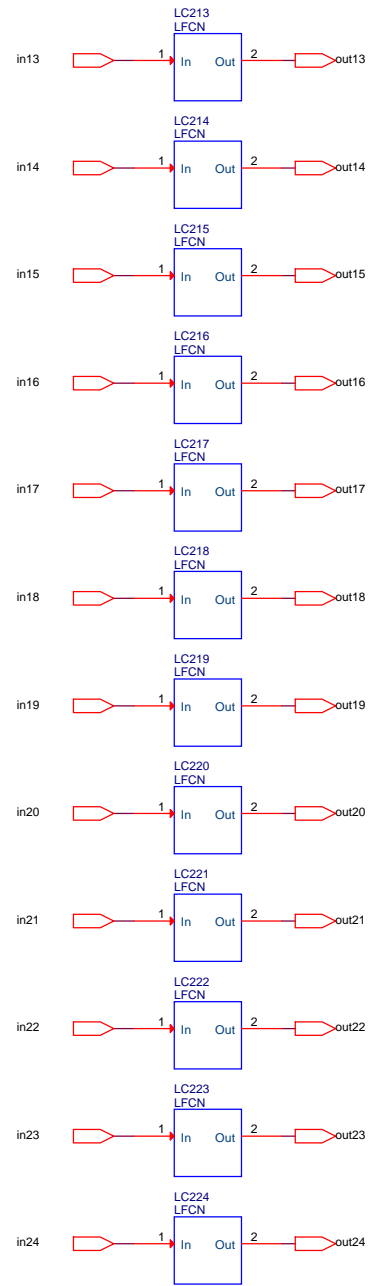 LC213
LFCN
in13 1 In Out 2 out13
LC214
LFCN
in14 1 In Out 2 out14
LC215
LFCN
in15 1 In Out 2 out15
LC216
LFCN
in16 1 In Out 2 out16
LC217
LFCN
in17 1 In Out 2 out17
LC218
LFCN
in18 1 In Out 2 out18
LC219
LFCN
in19 1 In Out 2 out19
LC220
LFCN
in20 1 In Out 2 out20
LC221
LFCN
in21 1 In Out 2 out21
LC222
LFCN
in22 1 In Out 2 out22
LC223
LFCN
in23 1 In Out 2 out23
LC224
LFCN
in24 1 In Out 2 out24